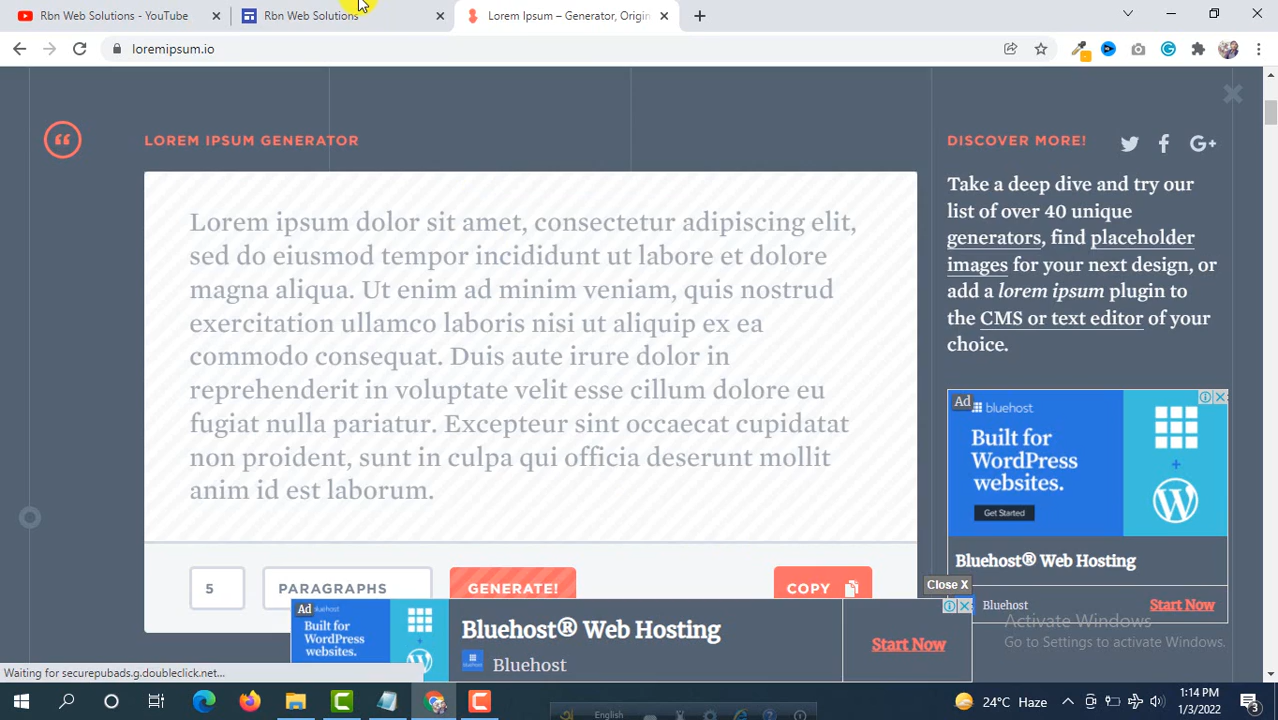 Rbn Web Solutions - YouTube
Rbn Web Solutions
Lorem Ipsum – Generator, Origin
loremipsum.io
LOREM IPSUM GENERATOR
Lorem ipsum dolor sit amet, consectetur adipiscing elit,
sed do eiusmod tempor incididunt ut labore et dolore
magna aliqua. Ut enim ad minim veniam, quis nostrud
exercitation ullamco laboris nisi ut aliquip ex ea
commodo consequat. Duis aute irure dolor in
reprehenderit in voluptate velit esse cillum dolore eu
fugiat nulla pariatur. Excepteur sint occaecat cupidatat
non proident, sunt in culpa qui officia deserunt mollit
anim id est laborum.
5
PARAGRAPHS
GENERATE!
COPY
DISCOVER MORE!
Take a deep dive and try our
list of over 40 unique
generators, find placeholder
images for your next design, or
add a lorem ipsum plugin to
the CMS or text editor of your
choice.
Ad
bluehost
Built for
WordPress
websites.
Get Started
Bluehost® Web Hosting
Bluehost
Start Now
Close X
Ad
bluehost
Built for
WordPress
websites.
Bluehost® Web Hosting
Bluehost
Start Now
Activate Windows
Go to Settings to activate Windows.
Waiting for securepubads.g.doubleclick.net...
24°C Haze
1:14 PM
1/3/2022
3
English